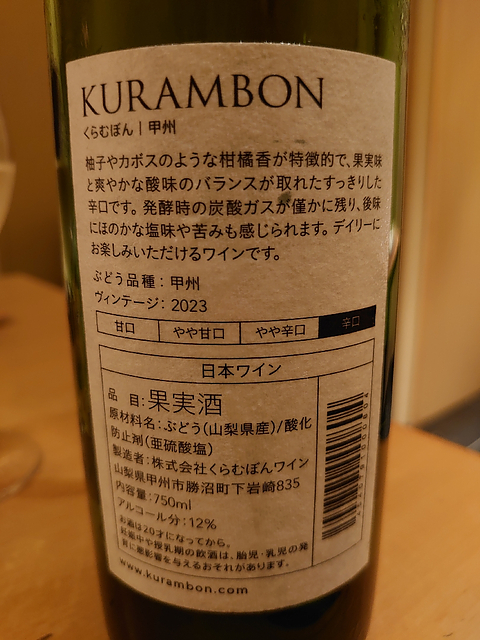 KURAMBON
くらむぼん | 甲州
柚子やカボスのような柑橘香が特徴的で、果実味
と爽やかな酸味のバランスが取れたすっきりした
辛口です。発酵時の炭酸ガスが僅かに残り、後味
にほのかな塩味や苦みも感じられます。デイリーに
お楽しみいただけるワインです。
ぶどう品種：甲州
ヴィンテージ：2023
甘口 やや甘口 やや辛口 辛口
日本ワイン
品 目：果実酒
原材料名：ぶどう(山梨県産)/酸化
防止剤(亜硫酸塩)
製造者：株式会社くらむぼんワイン
山梨県甲州市勝沼町下岩崎835
内容量：750ml
アルコール分：12%
お酒は20才になってから。
妊娠中や授乳期の飲酒は、胎児・乳児の発
育に悪影響を与えるおそれがあります。
www.kurambon.com